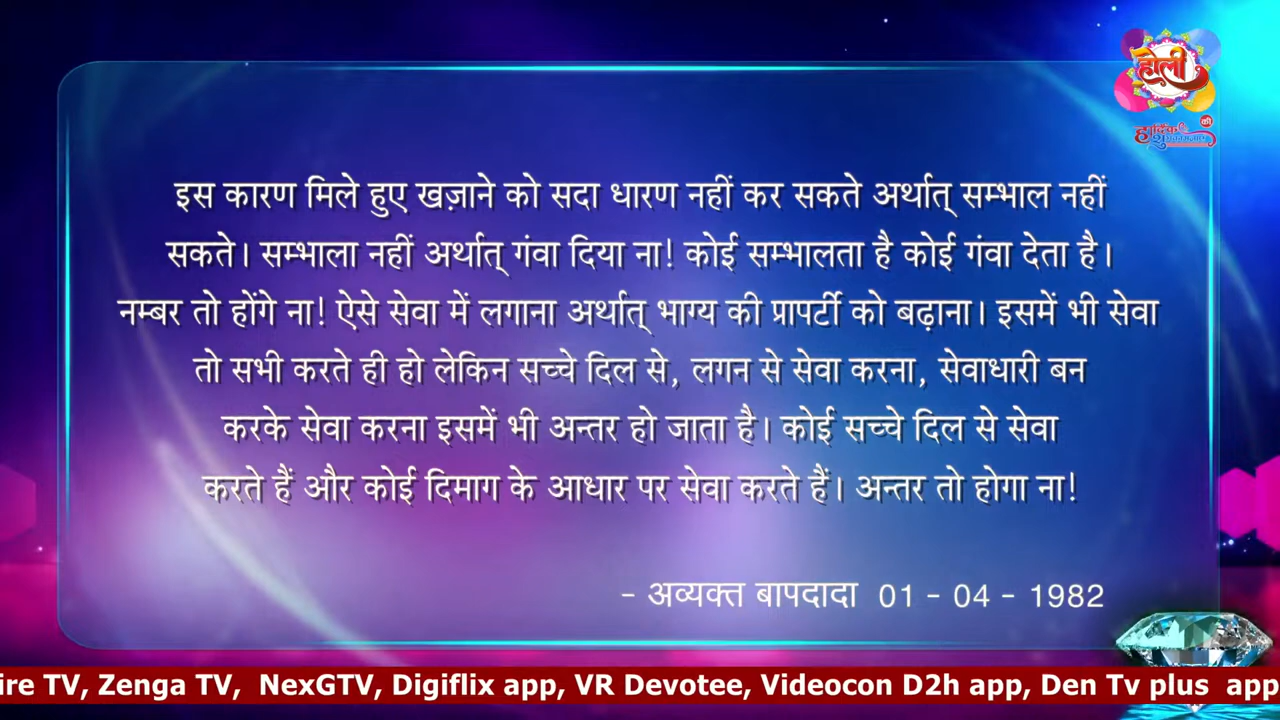 होली
की
हार्दिक
शुभकामनाएं
इस कारण मिले हुए खज़ाने को सदा धारण नहीं कर सकते अर्थात् सम्भाल नहीं
सकते। सम्भाला नहीं अर्थात् गंवा दिया ना! कोई सम्भालता है कोई गंवा देता है।
नम्बर तो होंगे ना! ऐसे सेवा में लगाना अर्थात् भाग्य की प्रापर्टी को बढ़ाना। इसमें भी सेवा
तो सभी करते ही हो लेकिन सच्चे दिल से, लगन से सेवा करना, सेवाधारी बन
करके सेवा करना इसमें भी अन्तर हो जाता है। कोई सच्चे दिल से सेवा
करते हैं और कोई दिमाग के आधार पर सेवा करते हैं। अन्तर तो होगा ना!
- अव्यक्त बापदादा 01 - 04 - 1982
ire TV, Zenga TV, NexGTV, Digiflix app, VR Devotee, Videocon D2h app, Den Tv plus app